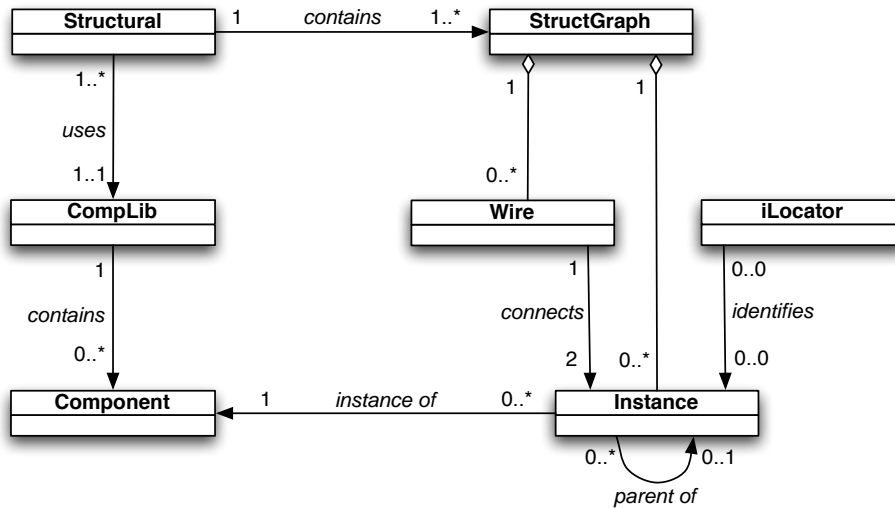 Structural
1
contains
1..*
StructGraph
1..*
uses
1..1
1
1
0..*
CompLib
Wire
iLocator
1
contains
0..*
1
connects
2
0..*
0..0
identifies
0..0
Component
1
instance of
0..*
Instance
0..*
0..1
parent of